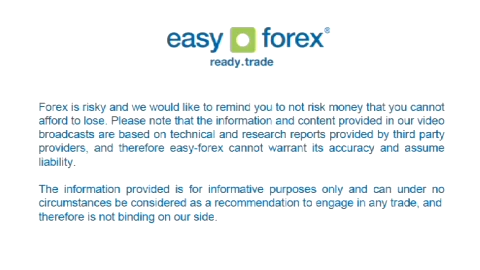 easy forex®
ready.trade
Forex is risky and we would like to remind you to not risk money that you cannot
afford to lose. Please note that the information and content provided in our video
broadcasts are based on technical and research reports provided by third party
providers, and therefore easy-forex cannot warrant its accuracy and assume
liability.
The information provided is for informative purposes only and can under no
circumstances be considered as a recommendation to engage in any trade, and
therefore is not binding on our side.